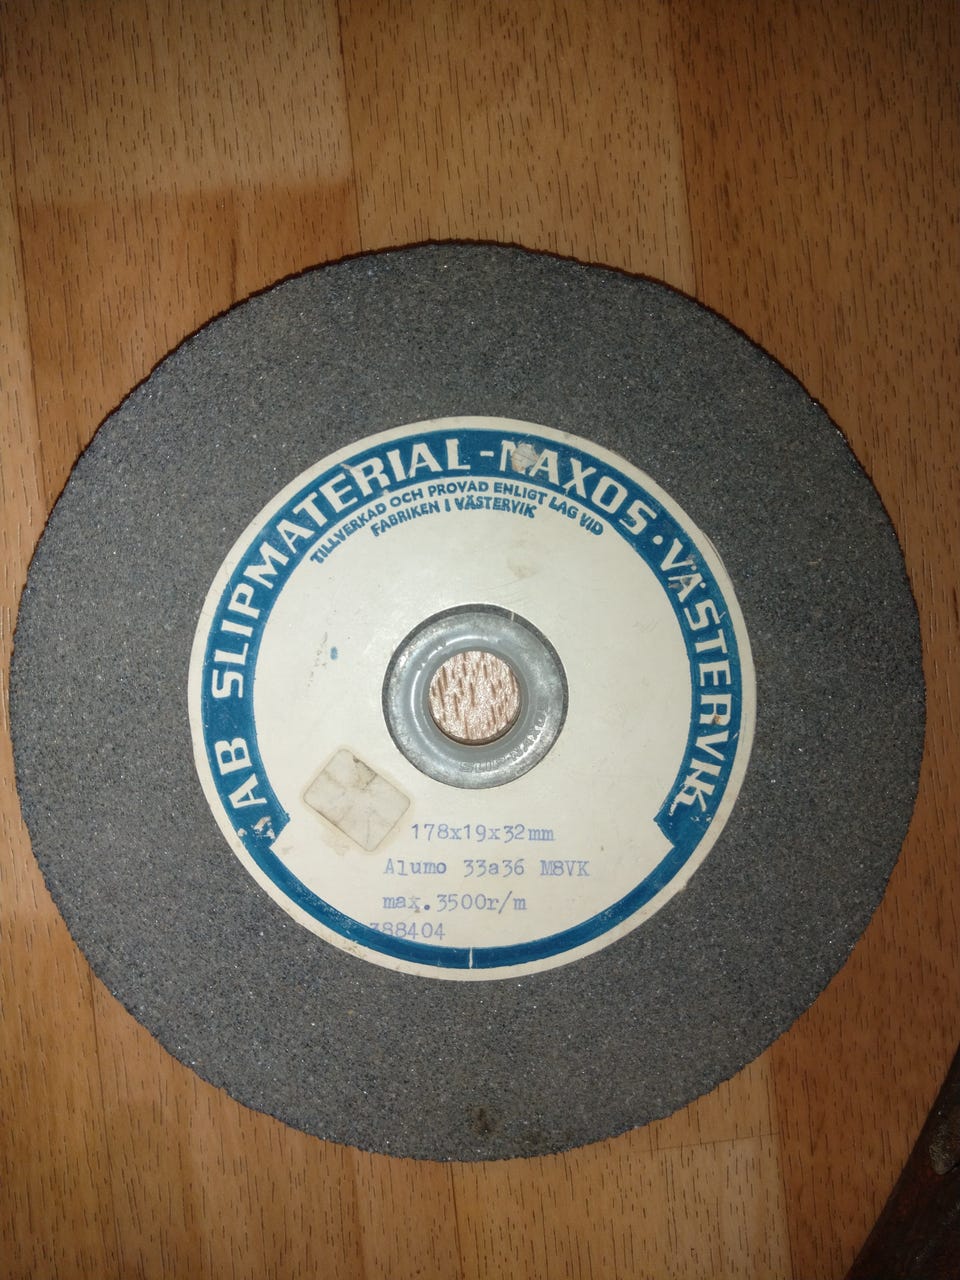 AB SLIPMATERIAL-NAXOS·VÄSTERVIK
TILLVERKAD OCH PROVAD ENLIGT LAG VID
FABRIKEN I VÄSTERVIK
178x19x32mm
Alumo 33a36 M8VK
max.3500r/m
388404